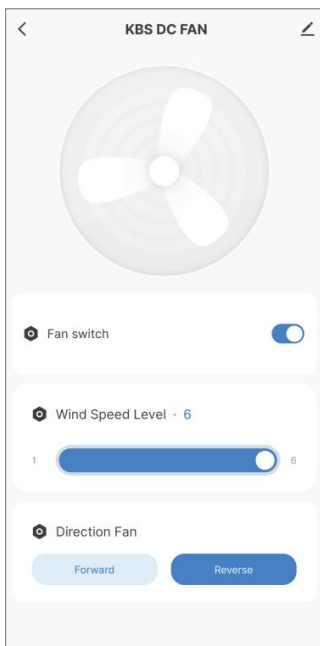 KBS DC FAN
Fan switch
Wind Speed Level · 6
1 6
Direction Fan
Forward Reverse